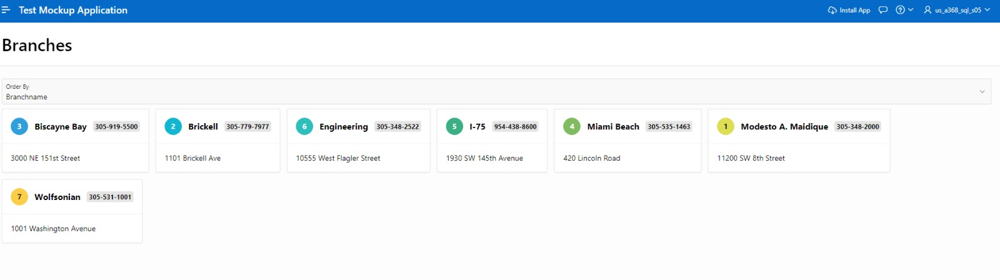 Test Mockup Application
Install App
us_a368_sql_s05
Branches
Order By
Branchname
3 Biscayne Bay 305-919-5500
3000 NE 151st Street
2 Brickell 305-779-7977
1101 Brickell Ave
6 Engineering 305-348-2522
10555 West Flagler Street
5 I-75 954-438-8600
1930 SW 145th Avenue
4 Miami Beach 305-535-1463
420 Lincoln Road
1 Modesto A. Maidique 305-348-2000
11200 SW 8th Street
7 Wolfsonian 305-531-1001
1001 Washington Avenue